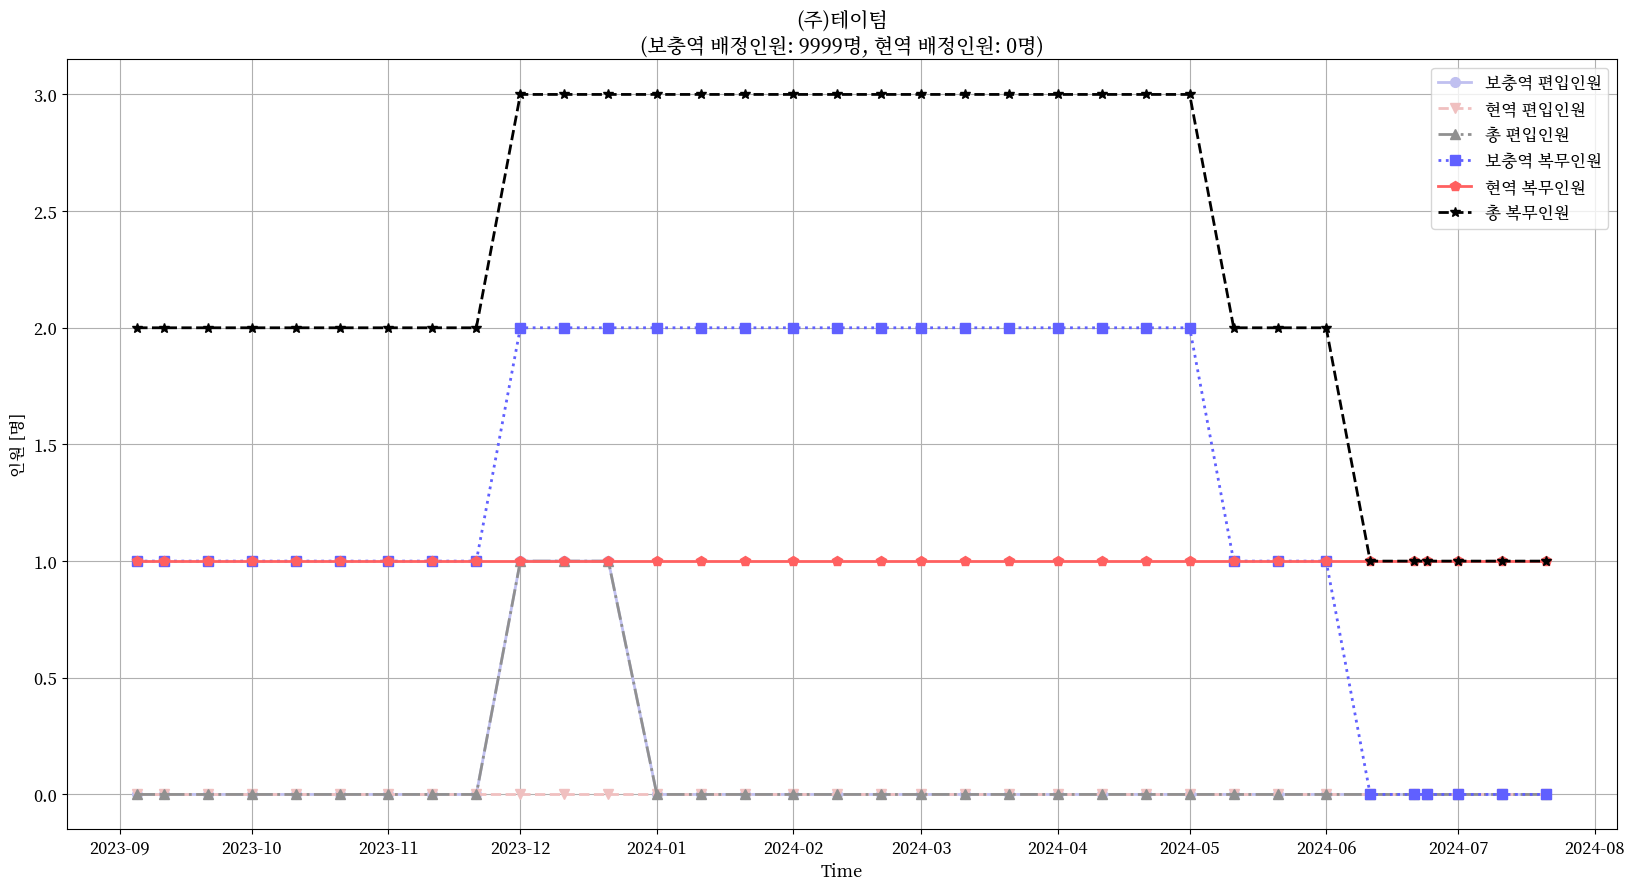 (주)테이텀
(보충역 배정인원: 9999명, 현역 배정인원: 0명)
보충역 편입인원
현역 편입인원
총 편입인원
보충역 복무인원
현역 복무인원
총 복무인원
인원 [명]
3.0
2.5
2.0
1.5
1.0
0.5
0.0
2023-09 2023-10 2023-11 2023-12 2024-01 2024-02 2024-03 2024-04 2024-05 2024-06 2024-07 2024-08
Time